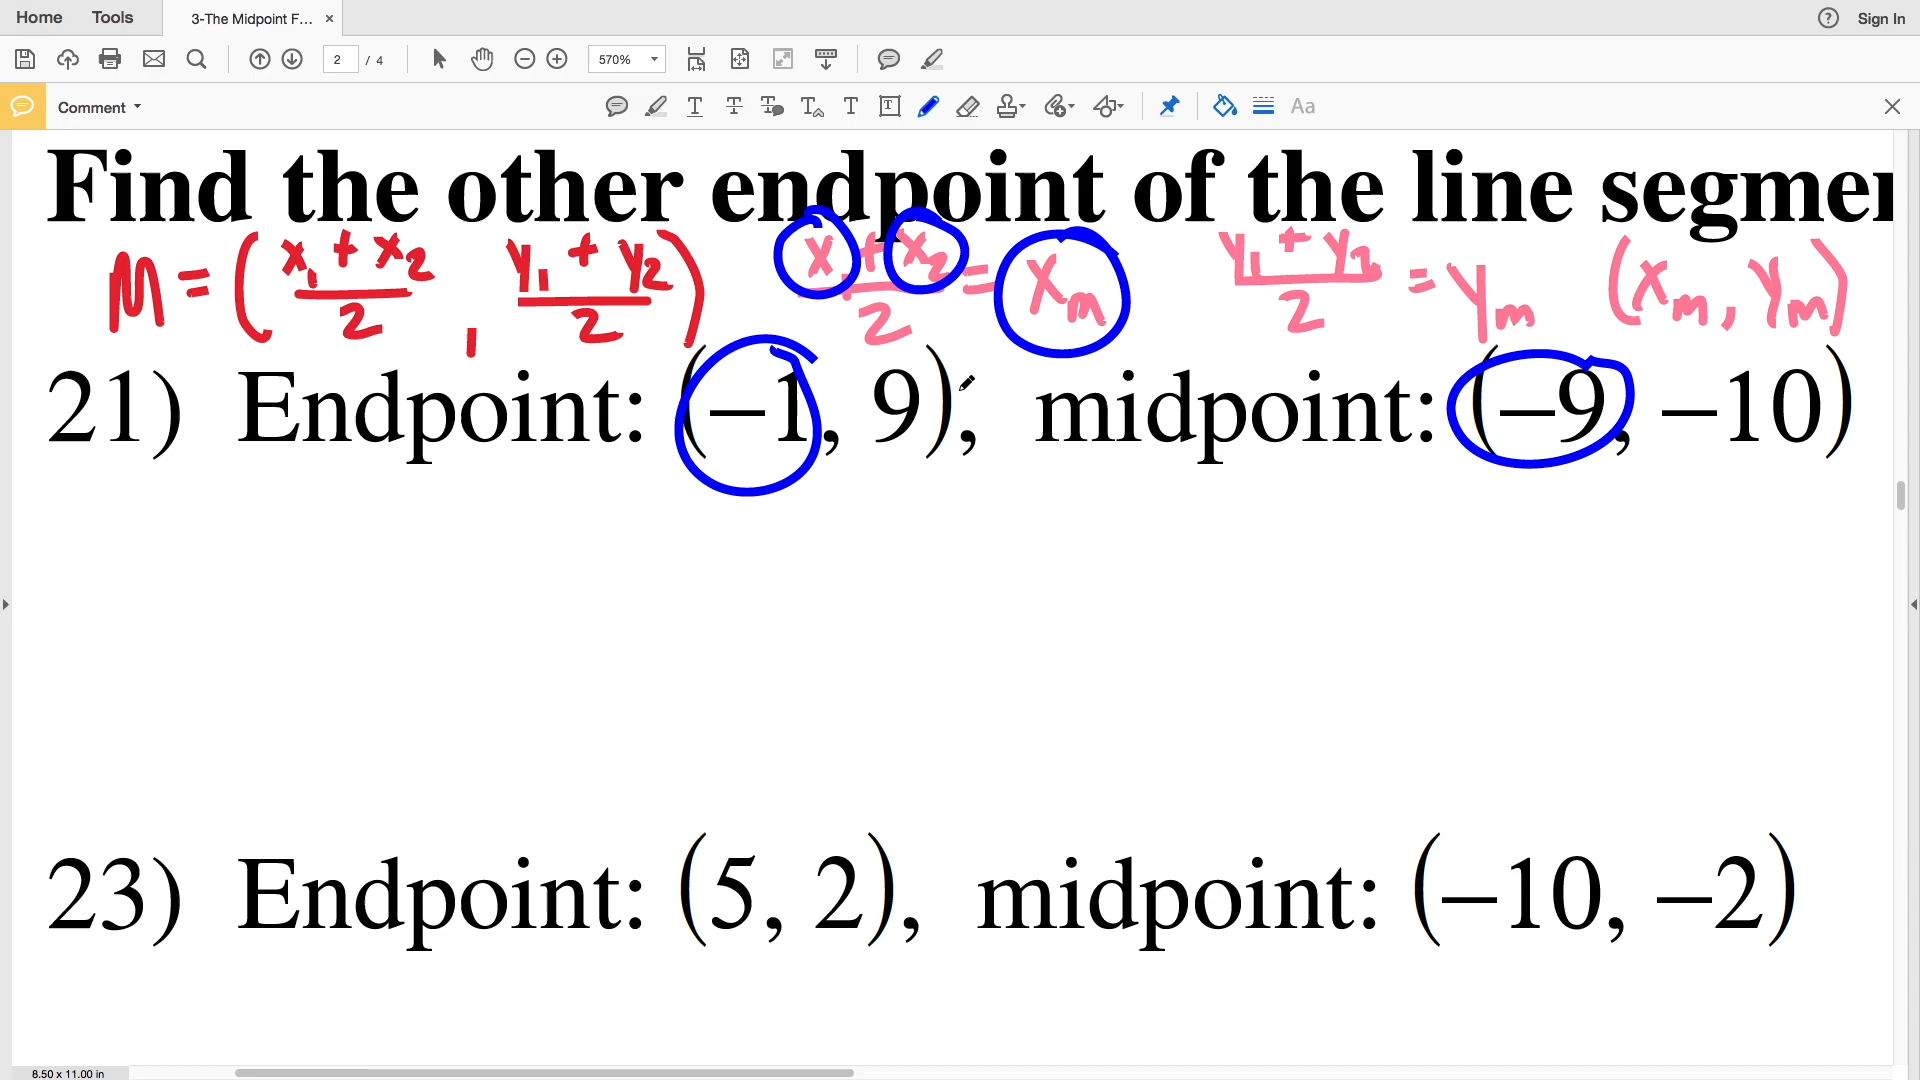 Home Tools 3-The Midpoint F... × ? Sign In
2 / 4 570%
Comment T T T T T T Aa
Find the other endpoint of the line segmen
M = ( x₁ + x₂ / 2 , y₁ + y₂ / 2 ) x₁ + x₂ / 2 = xₘ y₁ + y₂ / 2 = yₘ (xₘ, yₘ)
21) Endpoint: (−1, 9), midpoint: (−9, −10)
23) Endpoint: (5, 2), midpoint: (−10, −2)
8.50 x 11.00 in